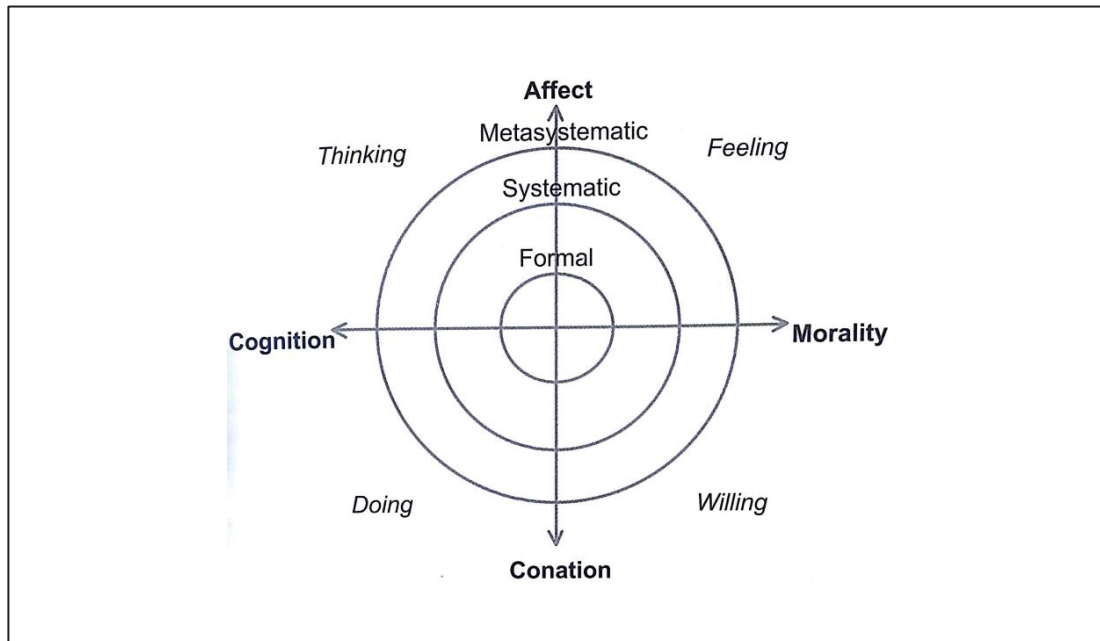 Affect
Metasystematic
Thinking
Feeling
Systematic
Formal
Cognition
Morality
Doing
Willing
Conation